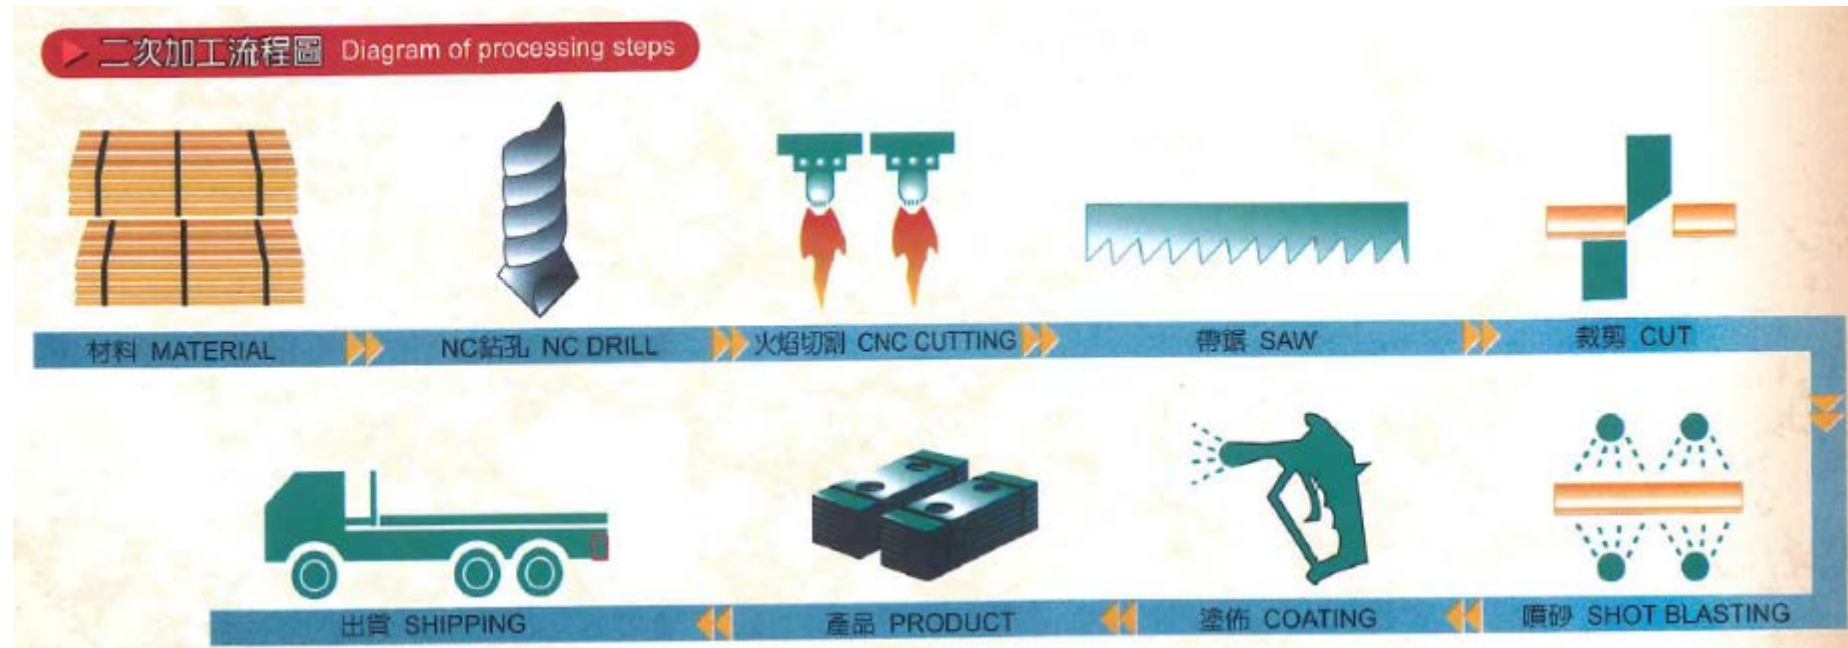 二次加工流程圖 Diagram of processing steps
材料 MATERIAL
NC鉆孔 NC DRILL
火焰切割 CNC CUTTING
帶鋸 SAW
裁剪 CUT
噴砂 SHOT BLASTING
塗佈 COATING
產品 PRODUCT
出貨 SHIPPING